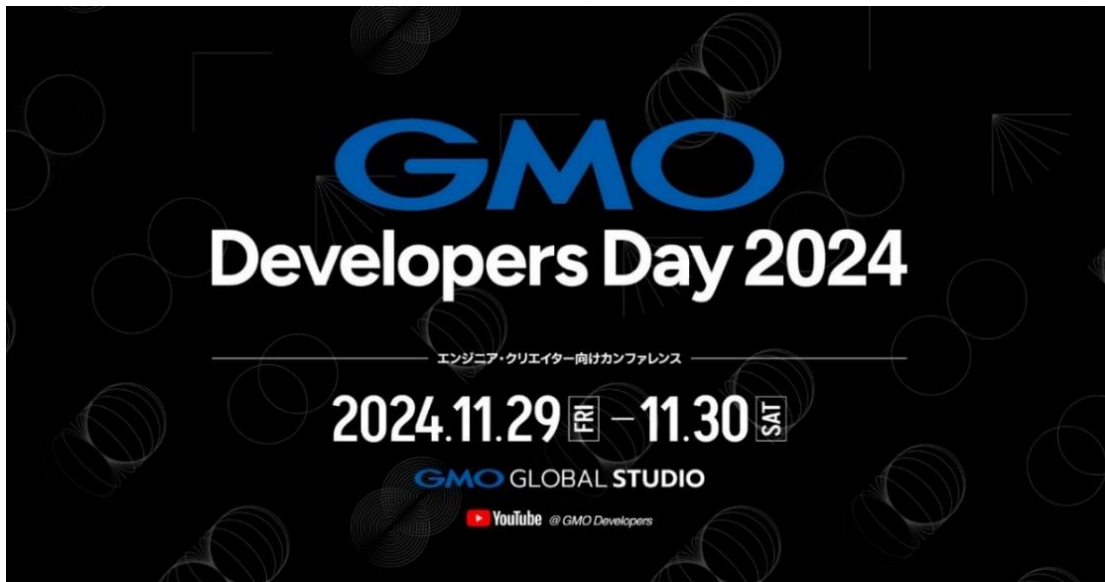 GMO
Developers Day 2024
エンジニア・クリエイター向けカンファレンス
2024.11.29 FRI — 11.30 SAT
GMO GLOBAL STUDIO
YouTube @ GMO Developers